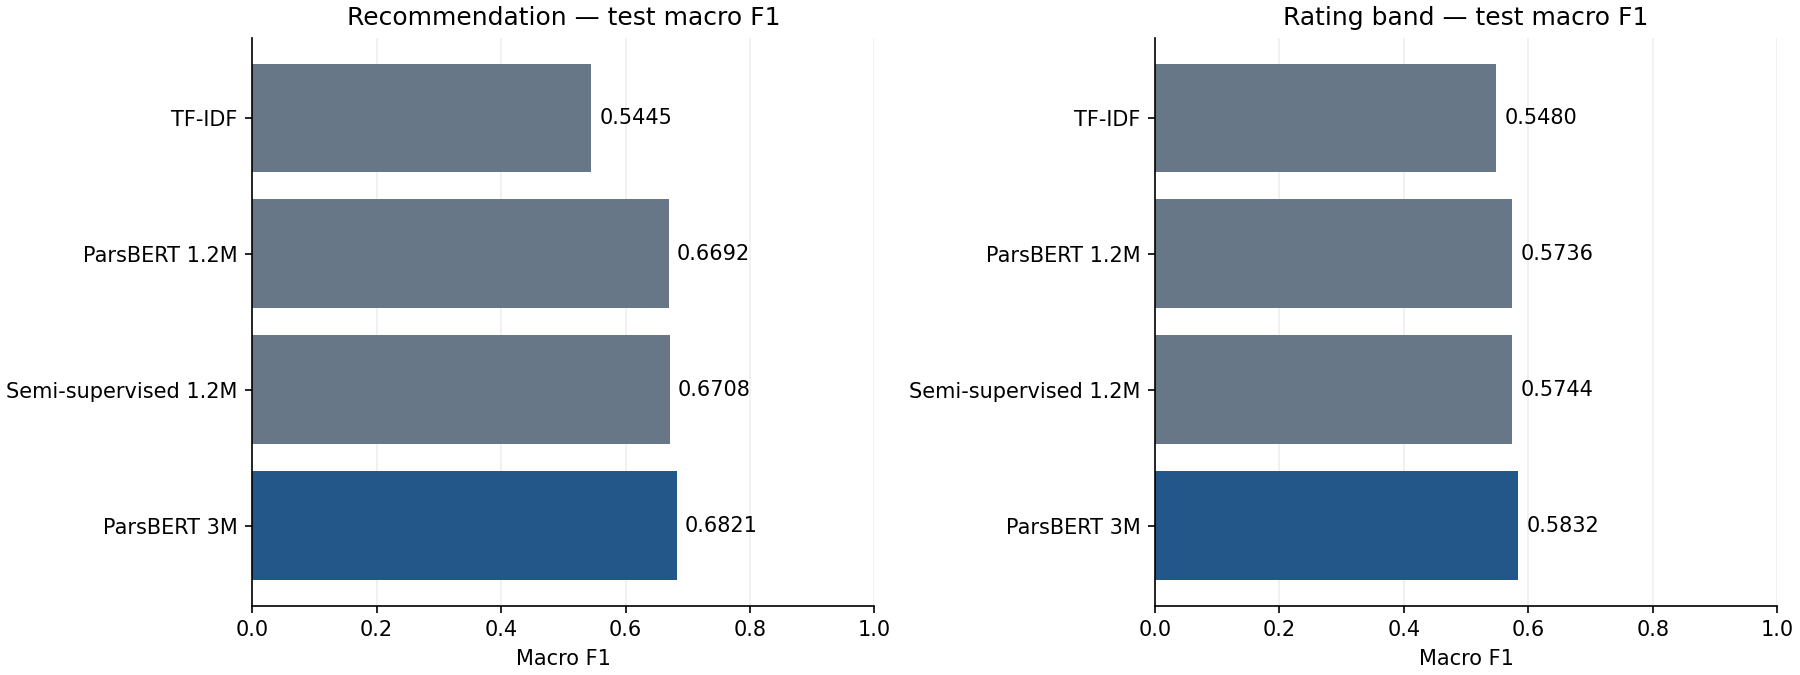 Recommendation — test macro F1
TF-IDF
0.5445
ParsBERT 1.2M
0.6692
Semi-supervised 1.2M
0.6708
ParsBERT 3M
0.6821
0.0 0.2 0.4 0.6 0.8 1.0
Macro F1
Rating band — test macro F1
TF-IDF
0.5480
ParsBERT 1.2M
0.5736
Semi-supervised 1.2M
0.5744
ParsBERT 3M
0.5832
0.0 0.2 0.4 0.6 0.8 1.0
Macro F1